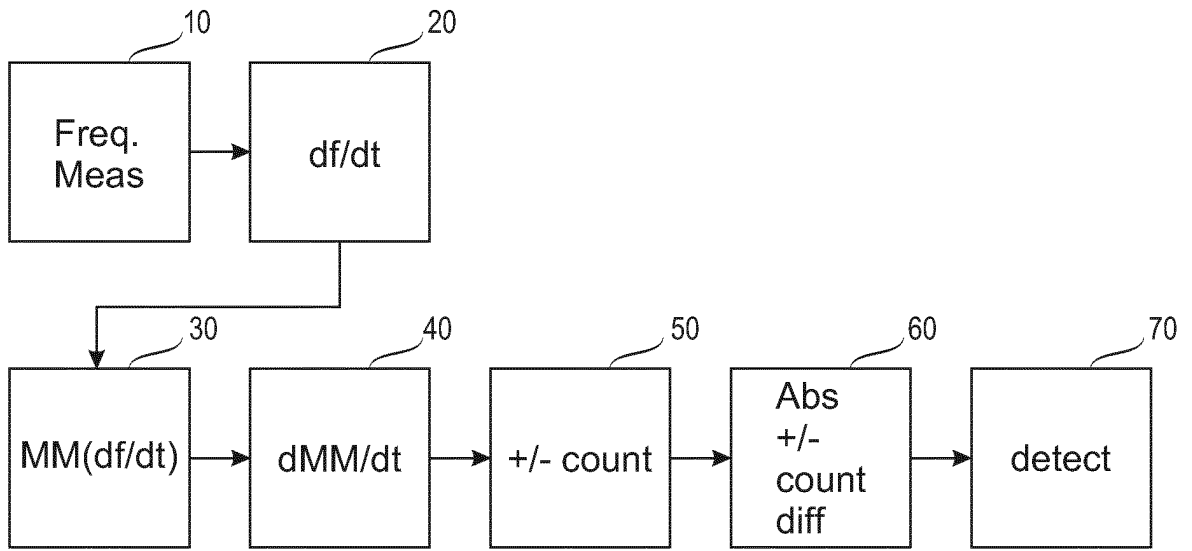 10
20
Freq.
Meas
df/dt
30
40
50
60
70
MM(df/dt)
dMM/dt
+/- count
Abs
+/-
count
diff
detect